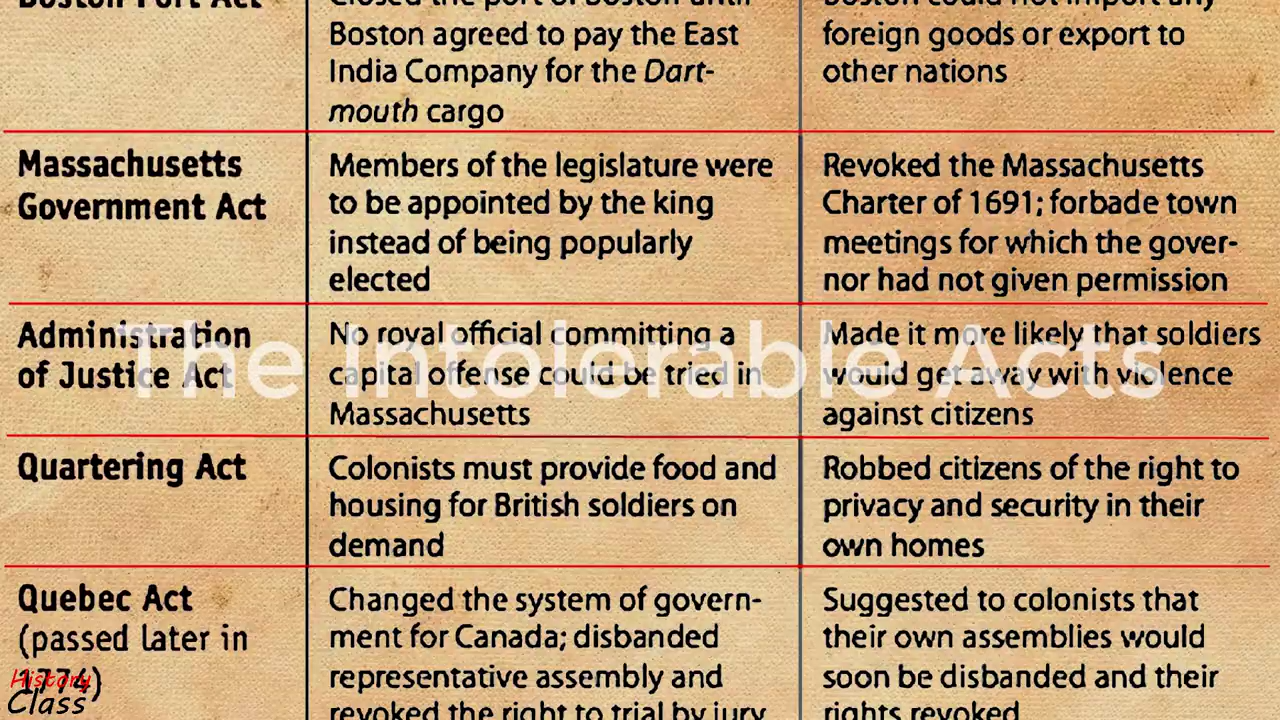 Boston Port Act
Closed the port of Boston until
Boston agreed to pay the East
India Company for the Dart-
mouth cargo
Boston could not import any
foreign goods or export to
other nations
Massachusetts
Government Act
Members of the legislature were
to be appointed by the king
instead of being popularly
elected
Revoked the Massachusetts
Charter of 1691; forbade town
meetings for which the gover-
nor had not given permission
Administration
of Justice Act
No royal official committing a
capital offense could be tried in
Massachusetts
Made it more likely that soldiers
would get away with violence
against citizens
The Intolerable Acts
Quartering Act
Colonists must provide food and
housing for British soldiers on
demand
Robbed citizens of the right to
privacy and security in their
own homes
Quebec Act
(passed later in
1774)
Changed the system of govern-
ment for Canada; disbanded
representative assembly and
revoked the right to trial by jury
Suggested to colonists that
their own assemblies would
soon be disbanded and their
rights revoked
History
Class